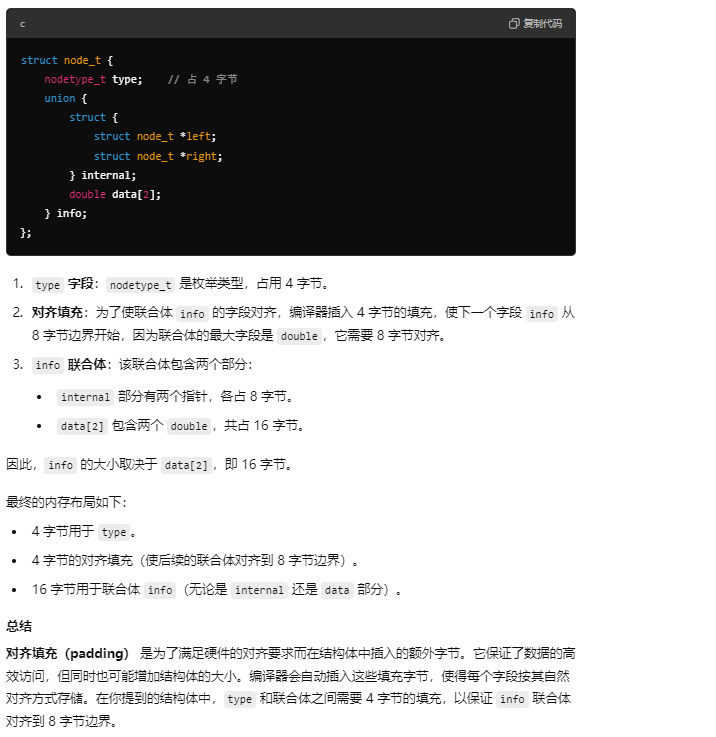 c
复制代码
struct node_t {
    nodetype_t type;    // 占 4 字节
    union {
        struct {
            struct node_t *left;
            struct node_t *right;
        } internal;
        double data[2];
    } info;
};
1. type 字段：nodetype_t 是枚举类型，占用 4 字节。
2. 对齐填充：为了使联合体 info 的字段对齐，编译器插入 4 字节的填充，使下一个字段 info 从
8 字节边界开始，因为联合体的最大字段是 double，它需要 8 字节对齐。
3. info 联合体：该联合体包含两个部分：
• internal 部分有两个指针，各占 8 字节。
• data[2] 包含两个 double，共占 16 字节。
因此，info 的大小取决于 data[2]，即 16 字节。
最终的内存布局如下：
• 4 字节用于 type。
• 4 字节的对齐填充（使后续的联合体对齐到 8 字节边界）。
• 16 字节用于联合体 info（无论是 internal 还是 data 部分）。
总结
对齐填充（padding） 是为了满足硬件的对齐要求而在结构体中插入的额外字节。它保证了数据的高
效访问，但同时也可能增加结构体的大小。编译器会自动插入这些填充字节，使得每个字段按其自然
对齐方式存储。在你提到的结构体中，type 和联合体之间需要 4 字节的填充，以保证 info 联合体
对齐到 8 字节边界。